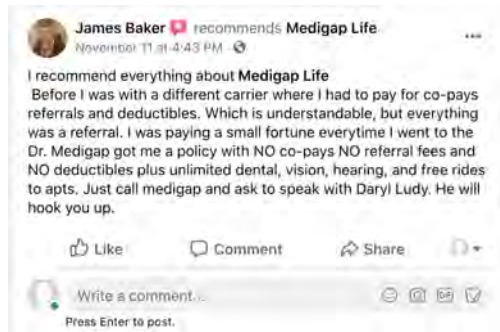 James Baker recommends Medigap Life
November 11 at 4:43 PM
I recommend everything about Medigap Life
Before I was with a different carrier where I had to pay for co-pays
referrals and deductibles. Which is understandable, but everything
was a referral. I was paying a small fortune everytime I went to the
Dr. Medigap got me a policy with NO co-pays NO referral fees and
NO deductibles plus unlimited dental, vision, hearing, and free rides
to apts. Just call medigap and ask to speak with Daryl Ludy. He will
hook you up.
Like Comment Share
Write a comment...
GIF
Press Enter to post.